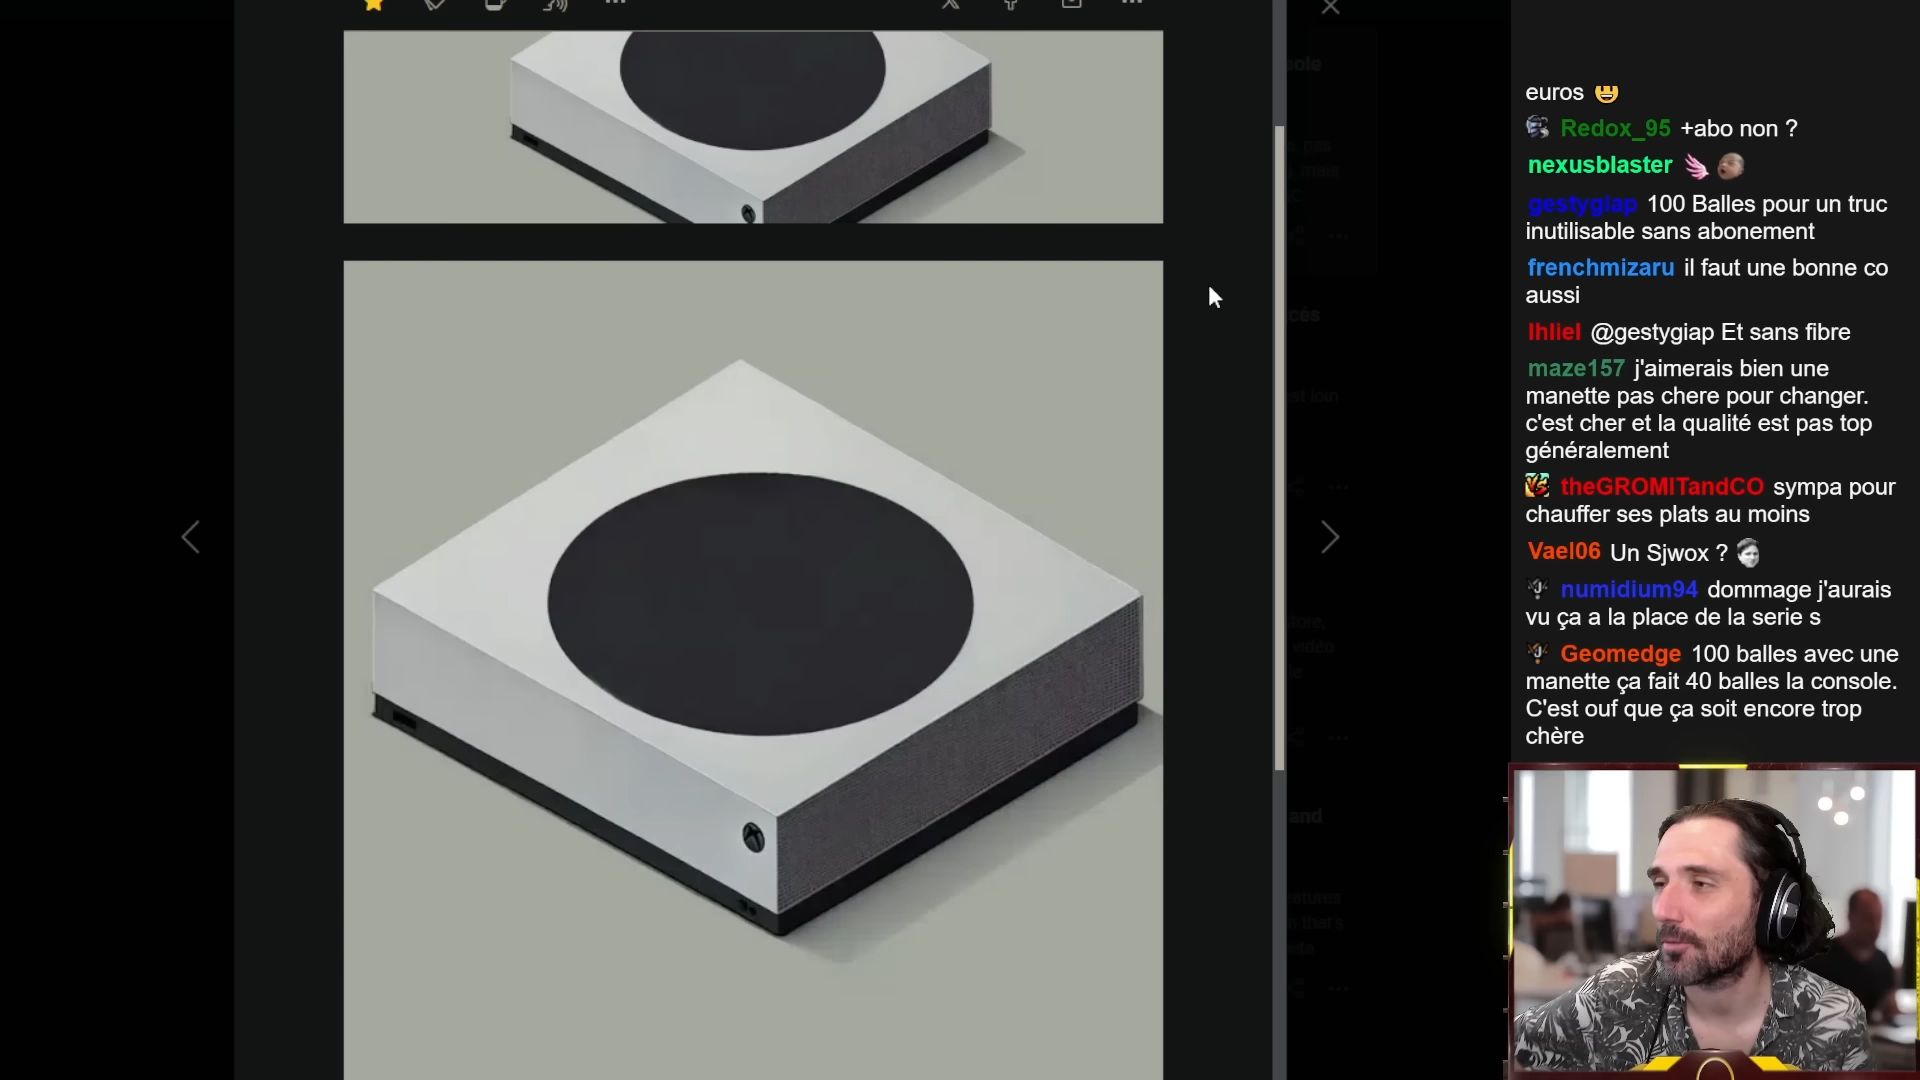 euros
Redox_95 +abo non ?
nexusblaster
gestygiap 100 Balles pour un truc
inutilisable sans abonement
frenchmizaru il faut une bonne co
aussi
lhliel @gestygiap Et sans fibre
maze157 j'aimerais bien une
manette pas chere pour changer.
c'est cher et la qualité est pas top
généralement
theGROMITandCO sympa pour
chauffer ses plats au moins
Vael06 Un Sjwox ?
numidium94 dommage j'aurais
vu ça a la place de la serie s
Geomedge 100 balles avec une
manette ça fait 40 balles la console.
C'est ouf que ça soit encore trop
chère